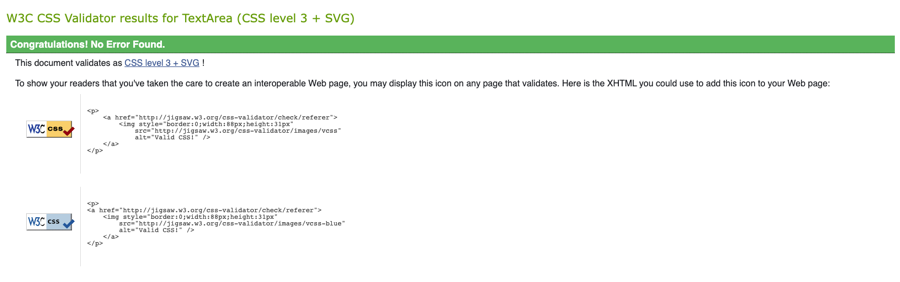 W3C CSS Validator results for TextArea (CSS level 3 + SVG)
Congratulations! No Error Found.
This document validates as CSS level 3 + SVG !
To show your readers that you've taken the care to create an interoperable Web page, you may display this icon on any page that validates. Here is the XHTML you could use to add this icon to your Web page:
W3C css
<p>
<a href="http://jigsaw.w3.org/css-validator/check/referer">
<img style="border:0;width:88px;height:31px"
src="http://jigsaw.w3.org/css-validator/images/vcss"
alt="Valid CSS!" />
</a>
</p>
W3C css
<p>
<a href="http://jigsaw.w3.org/css-validator/check/referer">
<img style="border:0;width:88px;height:31px"
src="http://jigsaw.w3.org/css-validator/images/vcss-blue"
alt="Valid CSS!" />
</a>
</p>